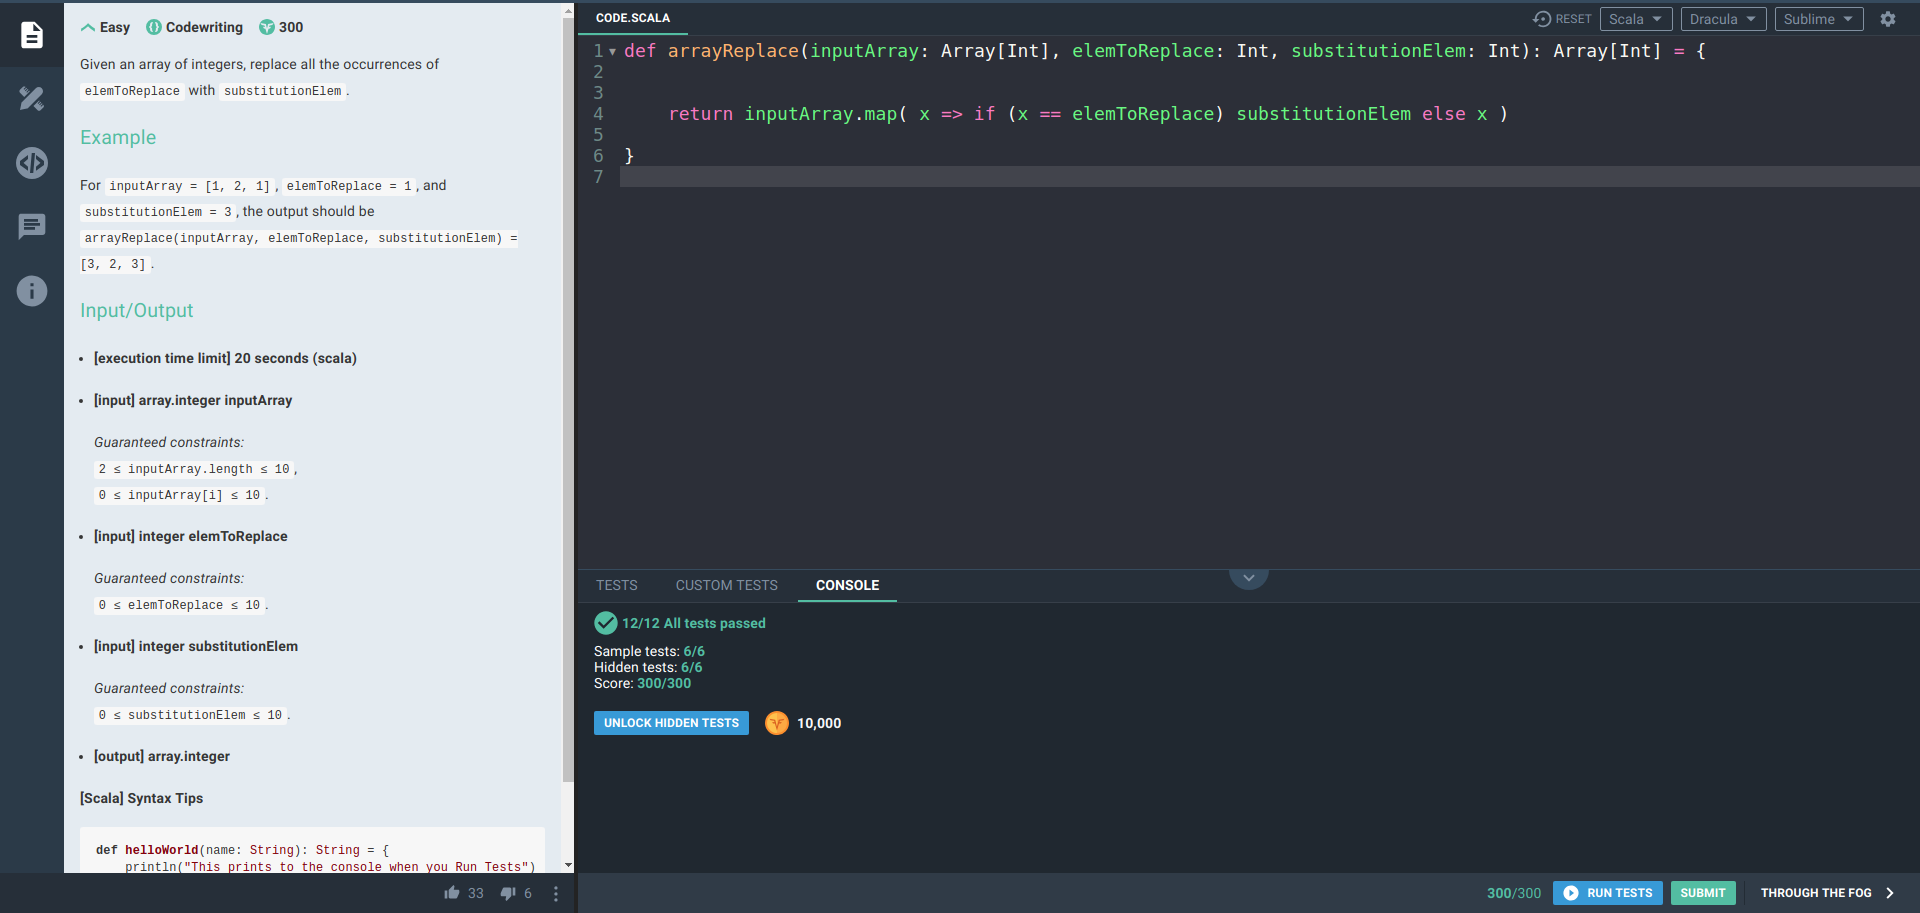 Easy Codewriting 300
Given an array of integers, replace all the occurrences of
elemToReplace with substitutionElem.
Example
For inputArray = [1, 2, 1], elemToReplace = 1, and
substitutionElem = 3, the output should be
arrayReplace(inputArray, elemToReplace, substitutionElem) =
[3, 2, 3].
Input/Output
• [execution time limit] 20 seconds (scala)
• [input] array.integer inputArray
Guaranteed constraints:
2 ≤ inputArray.length ≤ 10,
0 ≤ inputArray[i] ≤ 10.
• [input] integer elemToReplace
Guaranteed constraints:
0 ≤ elemToReplace ≤ 10.
• [input] integer substitutionElem
Guaranteed constraints:
0 ≤ substitutionElem ≤ 10.
• [output] array.integer
[Scala] Syntax Tips
def helloWorld(name: String): String = {
println("This prints to the console when you Run Tests")
33 6
CODE.SCALA
RESET Scala Dracula Sublime
1 def arrayReplace(inputArray: Array[Int], elemToReplace: Int, substitutionElem: Int): Array[Int] = {
2
3
4 return inputArray.map( x => if (x == elemToReplace) substitutionElem else x )
5
6 }
7
TESTS CUSTOM TESTS CONSOLE
12/12 All tests passed
Sample tests: 6/6
Hidden tests: 6/6
Score: 300/300
UNLOCK HIDDEN TESTS 10,000
300/300 RUN TESTS SUBMIT THROUGH THE FOG